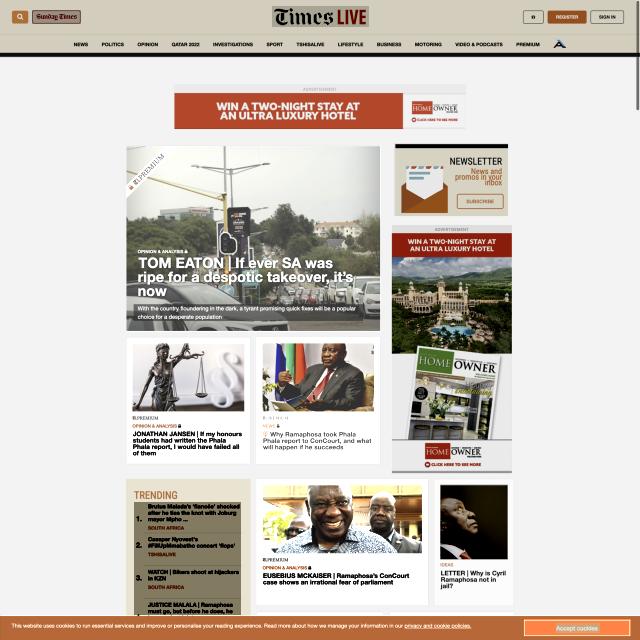 Sunday Times
Times LIVE
REGISTER
SIGN IN
NEWS POLITICS OPINION QATAR 2022 INVESTIGATIONS SPORT TSHISALIVE LIFESTYLE BUSINESS MOTORING VIDEO & PODCASTS PREMIUM
ADVERTISEMENT
WIN A TWO-NIGHT STAY AT
AN ULTRA LUXURY HOTEL
HOME OWNER
CLICK HERE TO SEE MORE
PREMIUM
OPINION & ANALYSIS
TOM EATON | If ever SA was
ripe for a despotic takeover, it's
now
With the country floundering in the dark, a tyrant promising quick fixes will be a popular
choice for a desperate population
NEWSLETTER
News and
promos in your
inbox
SUBSCRIBE
ADVERTISEMENT
WIN A TWO-NIGHT STAY AT
AN ULTRA LUXURY HOTEL
HOME OWNER
HOME OWNER
CLICK HERE TO SEE MORE
PREMIUM
OPINION & ANALYSIS
JONATHAN JANSEN | If my honours
students had written the Phala
Phala report, I would have failed all
of them
NEWS
Why Ramaphosa took Phala
Phala report to ConCourt, and what
will happen if he succeeds
TRENDING
1.
Brutus Malada's 'fiancée' shocked
after he ties the knot with Joburg
mayor Mpho ...
SOUTH AFRICA
2.
Cassper Nyovest's
#FillUpMmabatho concert 'flops'
TSHISALIVE
3.
WATCH | Bikers shoot at hijackers
in KZN
SOUTH AFRICA
JUSTICE MALALA | Ramaphosa
must go, but before he does, he
PREMIUM
OPINION & ANALYSIS
EUSEBIUS MCKAISER | Ramaphosa's ConCourt
case shows an irrational fear of parliament
IDEAS
LETTER | Why is Cyril
Ramaphosa not in
jail?
This website uses cookies to run essential services and improve or personalise your reading experience. Read more about how we manage your information in our privacy and cookie policies.
Accept cookies